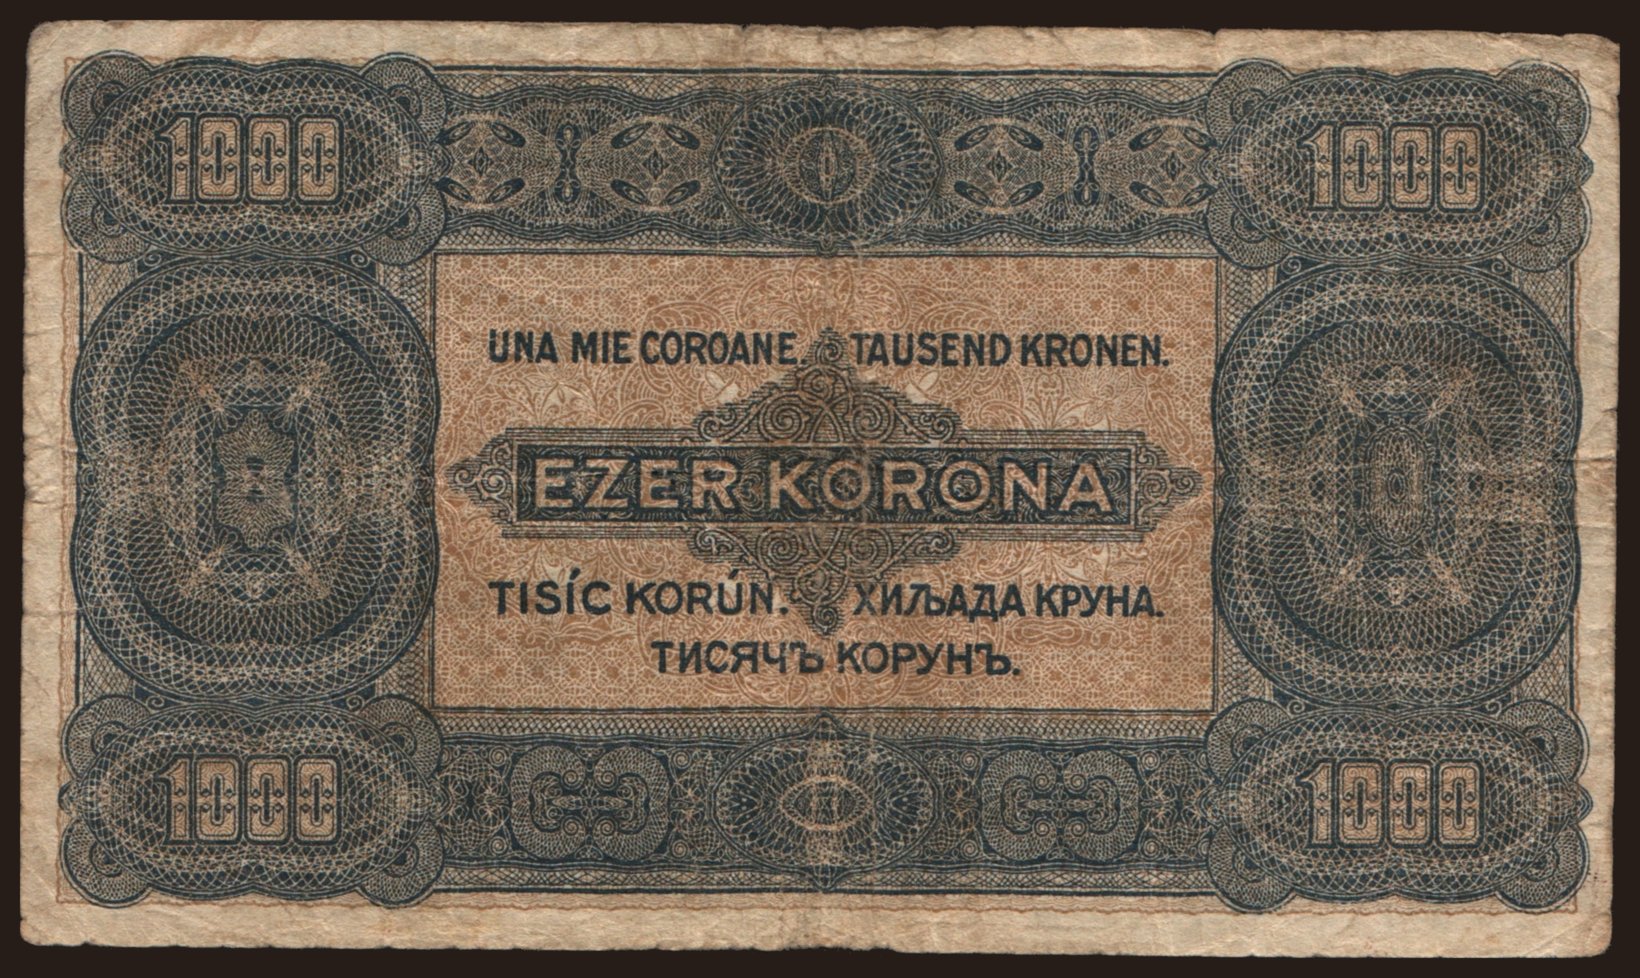 1000 1000
UNA MIE COROANE. TAUSEND KRONEN.
EZER KORONA
TISÍC KORÚN. ХИЉАДА КРУНА.
ТИСЯЧЪ КОРУНЪ.
1000 1000